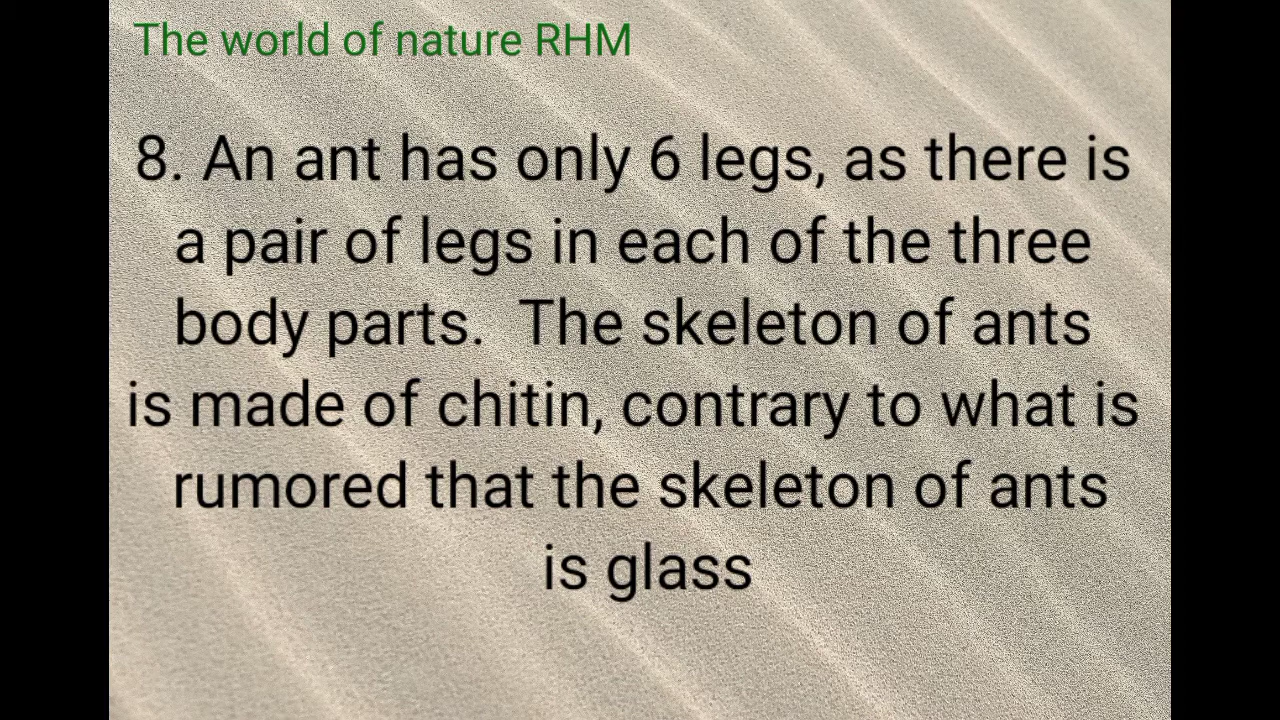 The world of nature RHM
8. An ant has only 6 legs, as there is
a pair of legs in each of the three
body parts.  The skeleton of ants
is made of chitin, contrary to what is
rumored that the skeleton of ants
is glass